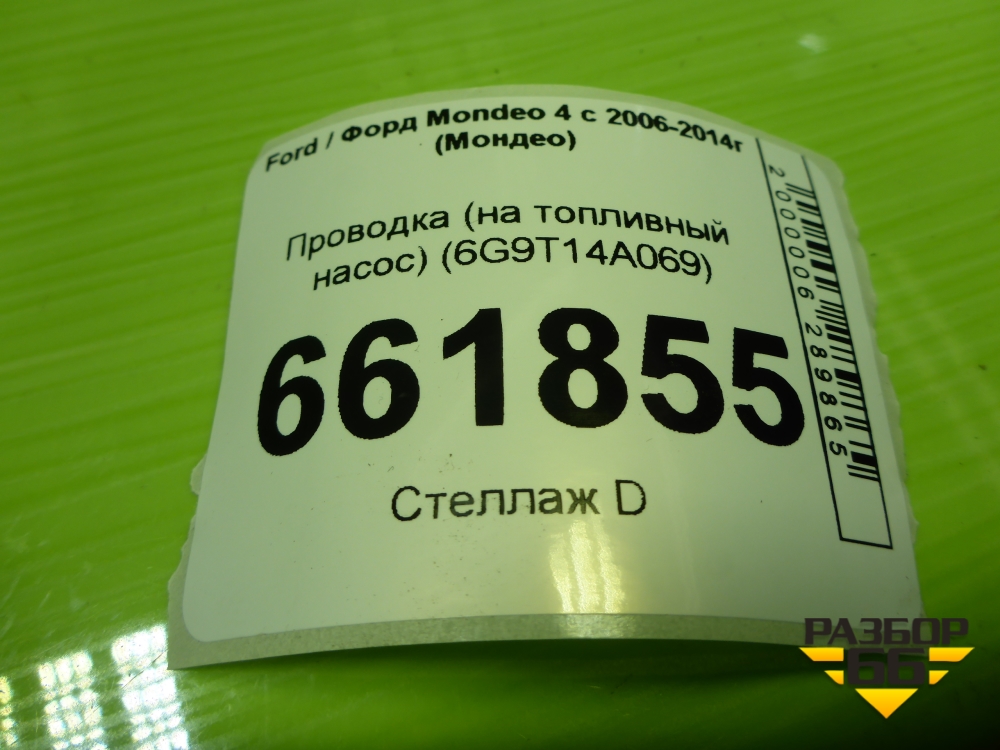 Ford / Форд Mondeo 4 с 2006-2014г
(Мондео)
Проводка (на топливный
насос) (6G9T14A069)
661855
Стеллаж D
2000006289865
РАЗБОР
66